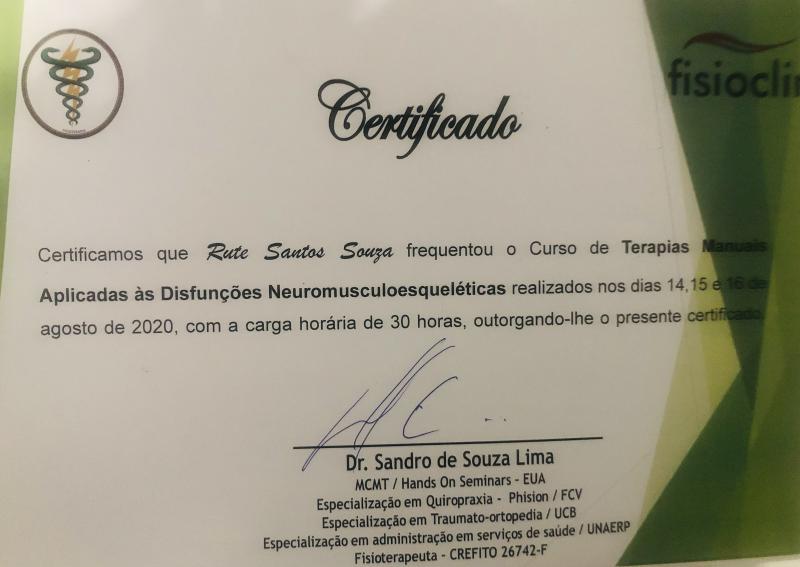 fisioclin
Certificado
Certificamos que Rute Santos Souza frequentou o Curso de Terapias Manuais
Aplicadas às Disfunções Neuromusculoesqueléticas realizados nos dias 14,15 e 16 de
agosto de 2020, com a carga horária de 30 horas, outorgando-lhe o presente certificado.
Dr. Sandro de Souza Lima
MCMT / Hands On Seminars - EUA
Especialização em Quiropraxia - Phision / FCV
Especialização em Traumato-ortopedia / UCB
Especialização em administração em serviços de saúde / UNAERP
Fisioterapeuta - CREFITO 26742-F